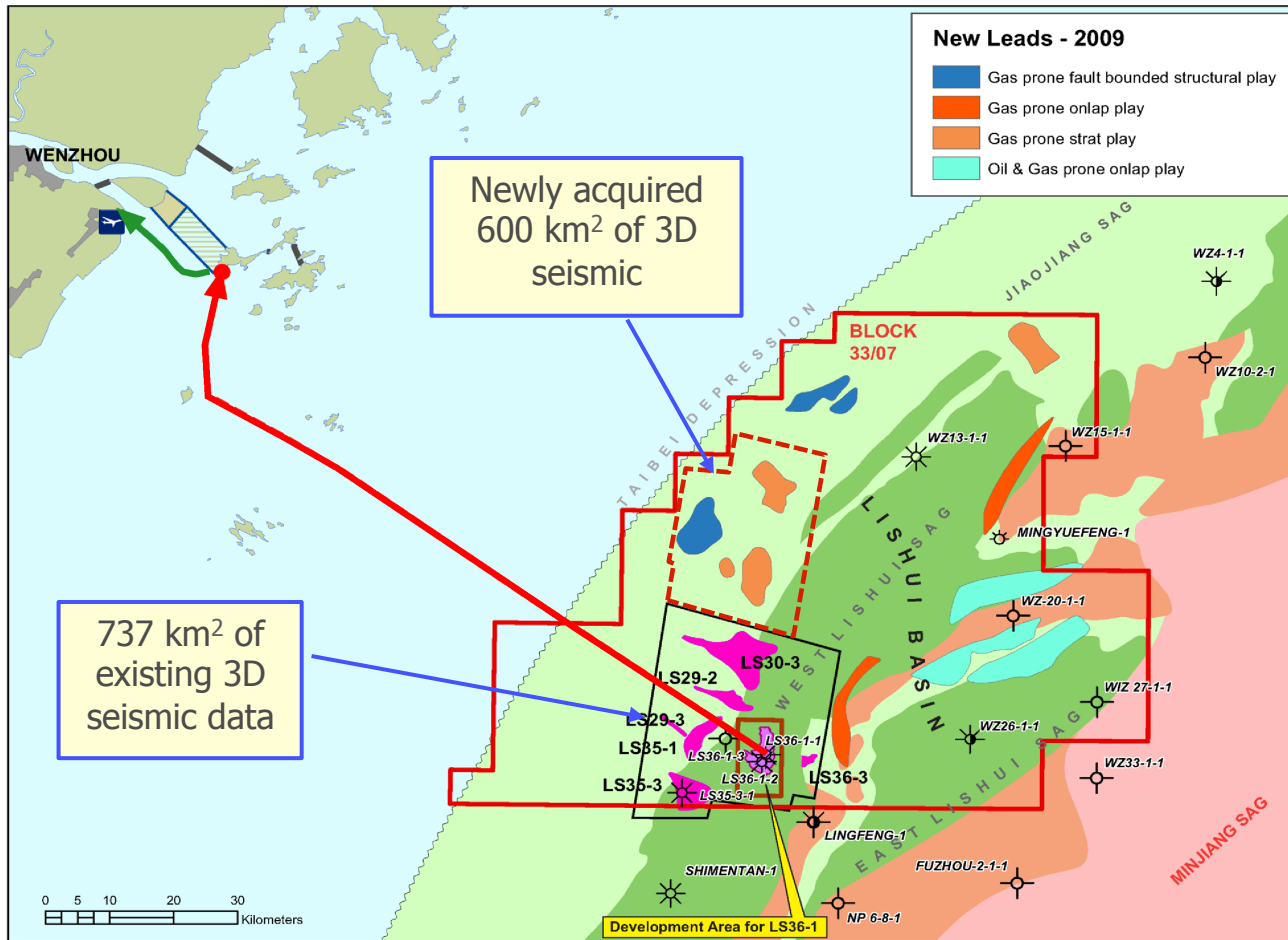 New Leads - 2009
Gas prone fault bounded structural play
Gas prone onlap play
Gas prone strat play
Oil & Gas prone onlap play
WENZHOU
Newly acquired
600 km² of 3D
seismic
JIAOJIANG SAG
WZ4-1-1
TAIBEI DEPRESSION
BLOCK
33/07
WZ10-2-1
WZ15-1-1
WZ13-1-1
LISHUI BASIN
WEST LISHUI SAG
MINGYUEFENG-1
WZ-20-1-1
737 km² of
existing 3D
seismic data
LS30-3
LS29-2
LS29-3
LS35-1
LS36-1-1
LS36-1-3
LS36-1-2
LS36-3
LS35-3
LS35-3-1
WIZ 27-1-1
WZ26-1-1
WZ33-1-1
EAST LISHUI SAG
LINGFENG-1
SHIMENTAN-1
FUZHOU-2-1-1
NP 6-8-1
MINJIANG SAG
0 5 10 20 30
Kilometers
Development Area for LS36-1